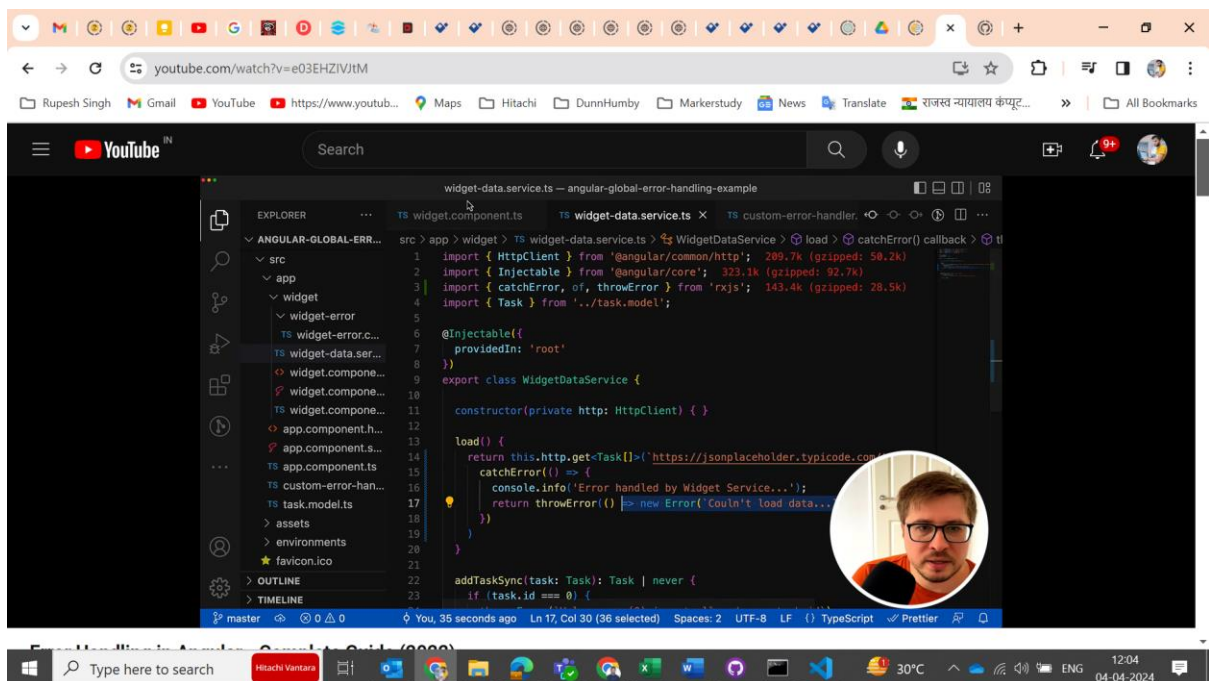 youtube.com/watch?v=e03EHZIVJtM
Rupesh Singh Gmail YouTube https://www.youtub... Maps Hitachi DunnHumby Markerstudy News Translate राजस्व न्यायालय कंप्यूट... » All Bookmarks
YouTube IN Search 9+
widget-data.service.ts — angular-global-error-handling-example
EXPLORER ··· TS widget.component.ts TS widget-data.service.ts × TS custom-error-handler.
ANGULAR-GLOBAL-ERR... src > app > widget > TS widget-data.service.ts > WidgetDataService > load > catchError() callback >
src
app
widget
widget-error
TS widget-error.c...
TS widget-data.ser...
<> widget.compone...
widget.compone...
TS widget.compone...
<> app.component.h...
app.component.s...
TS app.component.ts
TS custom-error-han...
TS task.model.ts
> assets
> environments
favicon.ico
> OUTLINE
> TIMELINE
1 import { HttpClient } from '@angular/common/http'; 209.7k (gzipped: 50.2k)
2 import { Injectable } from '@angular/core'; 323.1k (gzipped: 92.7k)
3 import { catchError, of, throwError } from 'rxjs'; 143.4k (gzipped: 28.5k)
4 import { Task } from '../task.model';
5
6 @Injectable({
7 providedIn: 'root'
8 })
9 export class WidgetDataService {
10
11 constructor(private http: HttpClient) { }
12
13 load() {
14 return this.http.get<Task[]>(`https://jsonplaceholder.typicode.com/
15 catchError(() => {
16 console.info('Error handled by Widget Service...');
17 return throwError(() => new Error(`Couln't load data...
18 })
19 )
20 }
21
22 addTaskSync(task: Task): Task | never {
23 if (task.id === 0) {
master 0 0 You, 35 seconds ago Ln 17, Col 30 (36 selected) Spaces: 2 UTF-8 LF {} TypeScript Prettier
Error Handling in Angular - Complete Guide (2023)
Type here to search Hitachi Vantara 30°C ENG 12:04
04-04-2024